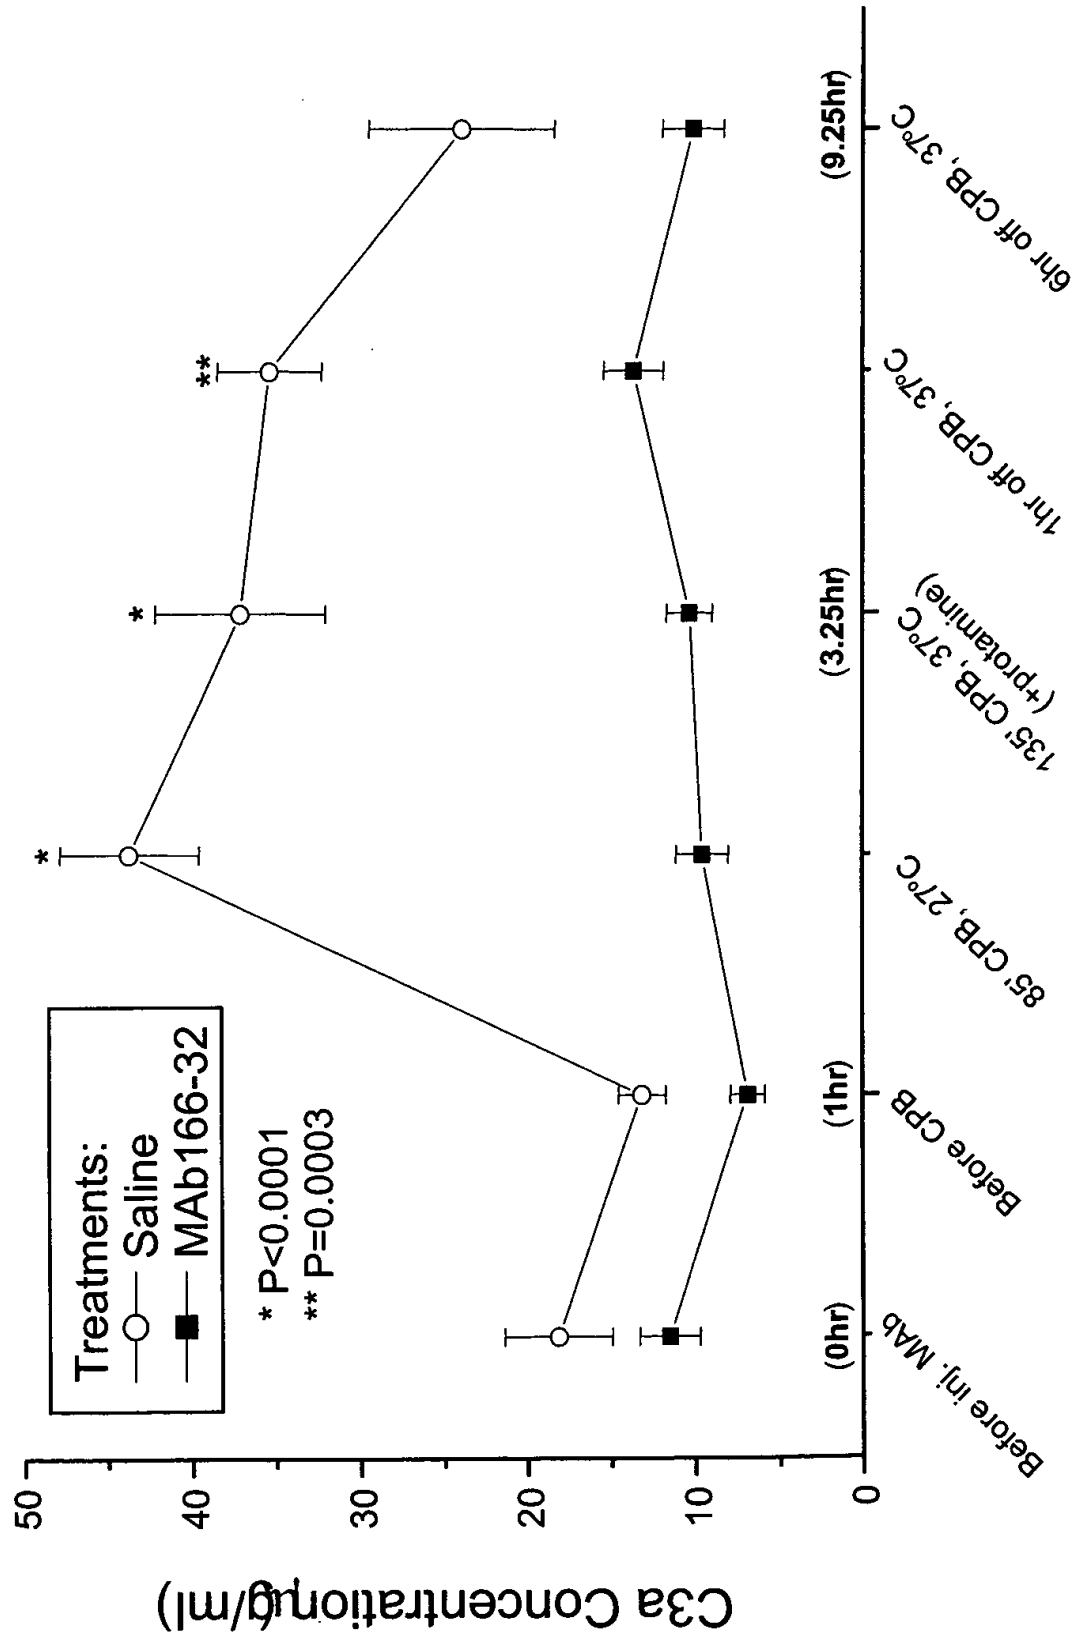 C3a Concentration,μg/ml)
50
40
30
20
10
0
Treatments:
Saline
MAb166-32
* P<0.0001
** P=0.0003
*
*
**
(0hr)
(1hr)
(3.25hr)
(9.25hr)
Before inj. MAb
Before CPB
85' CPB, 27°C
135' CPB, 37°C
(+protamine)
1hr off CPB, 37°C
6hr off CPB, 37°C